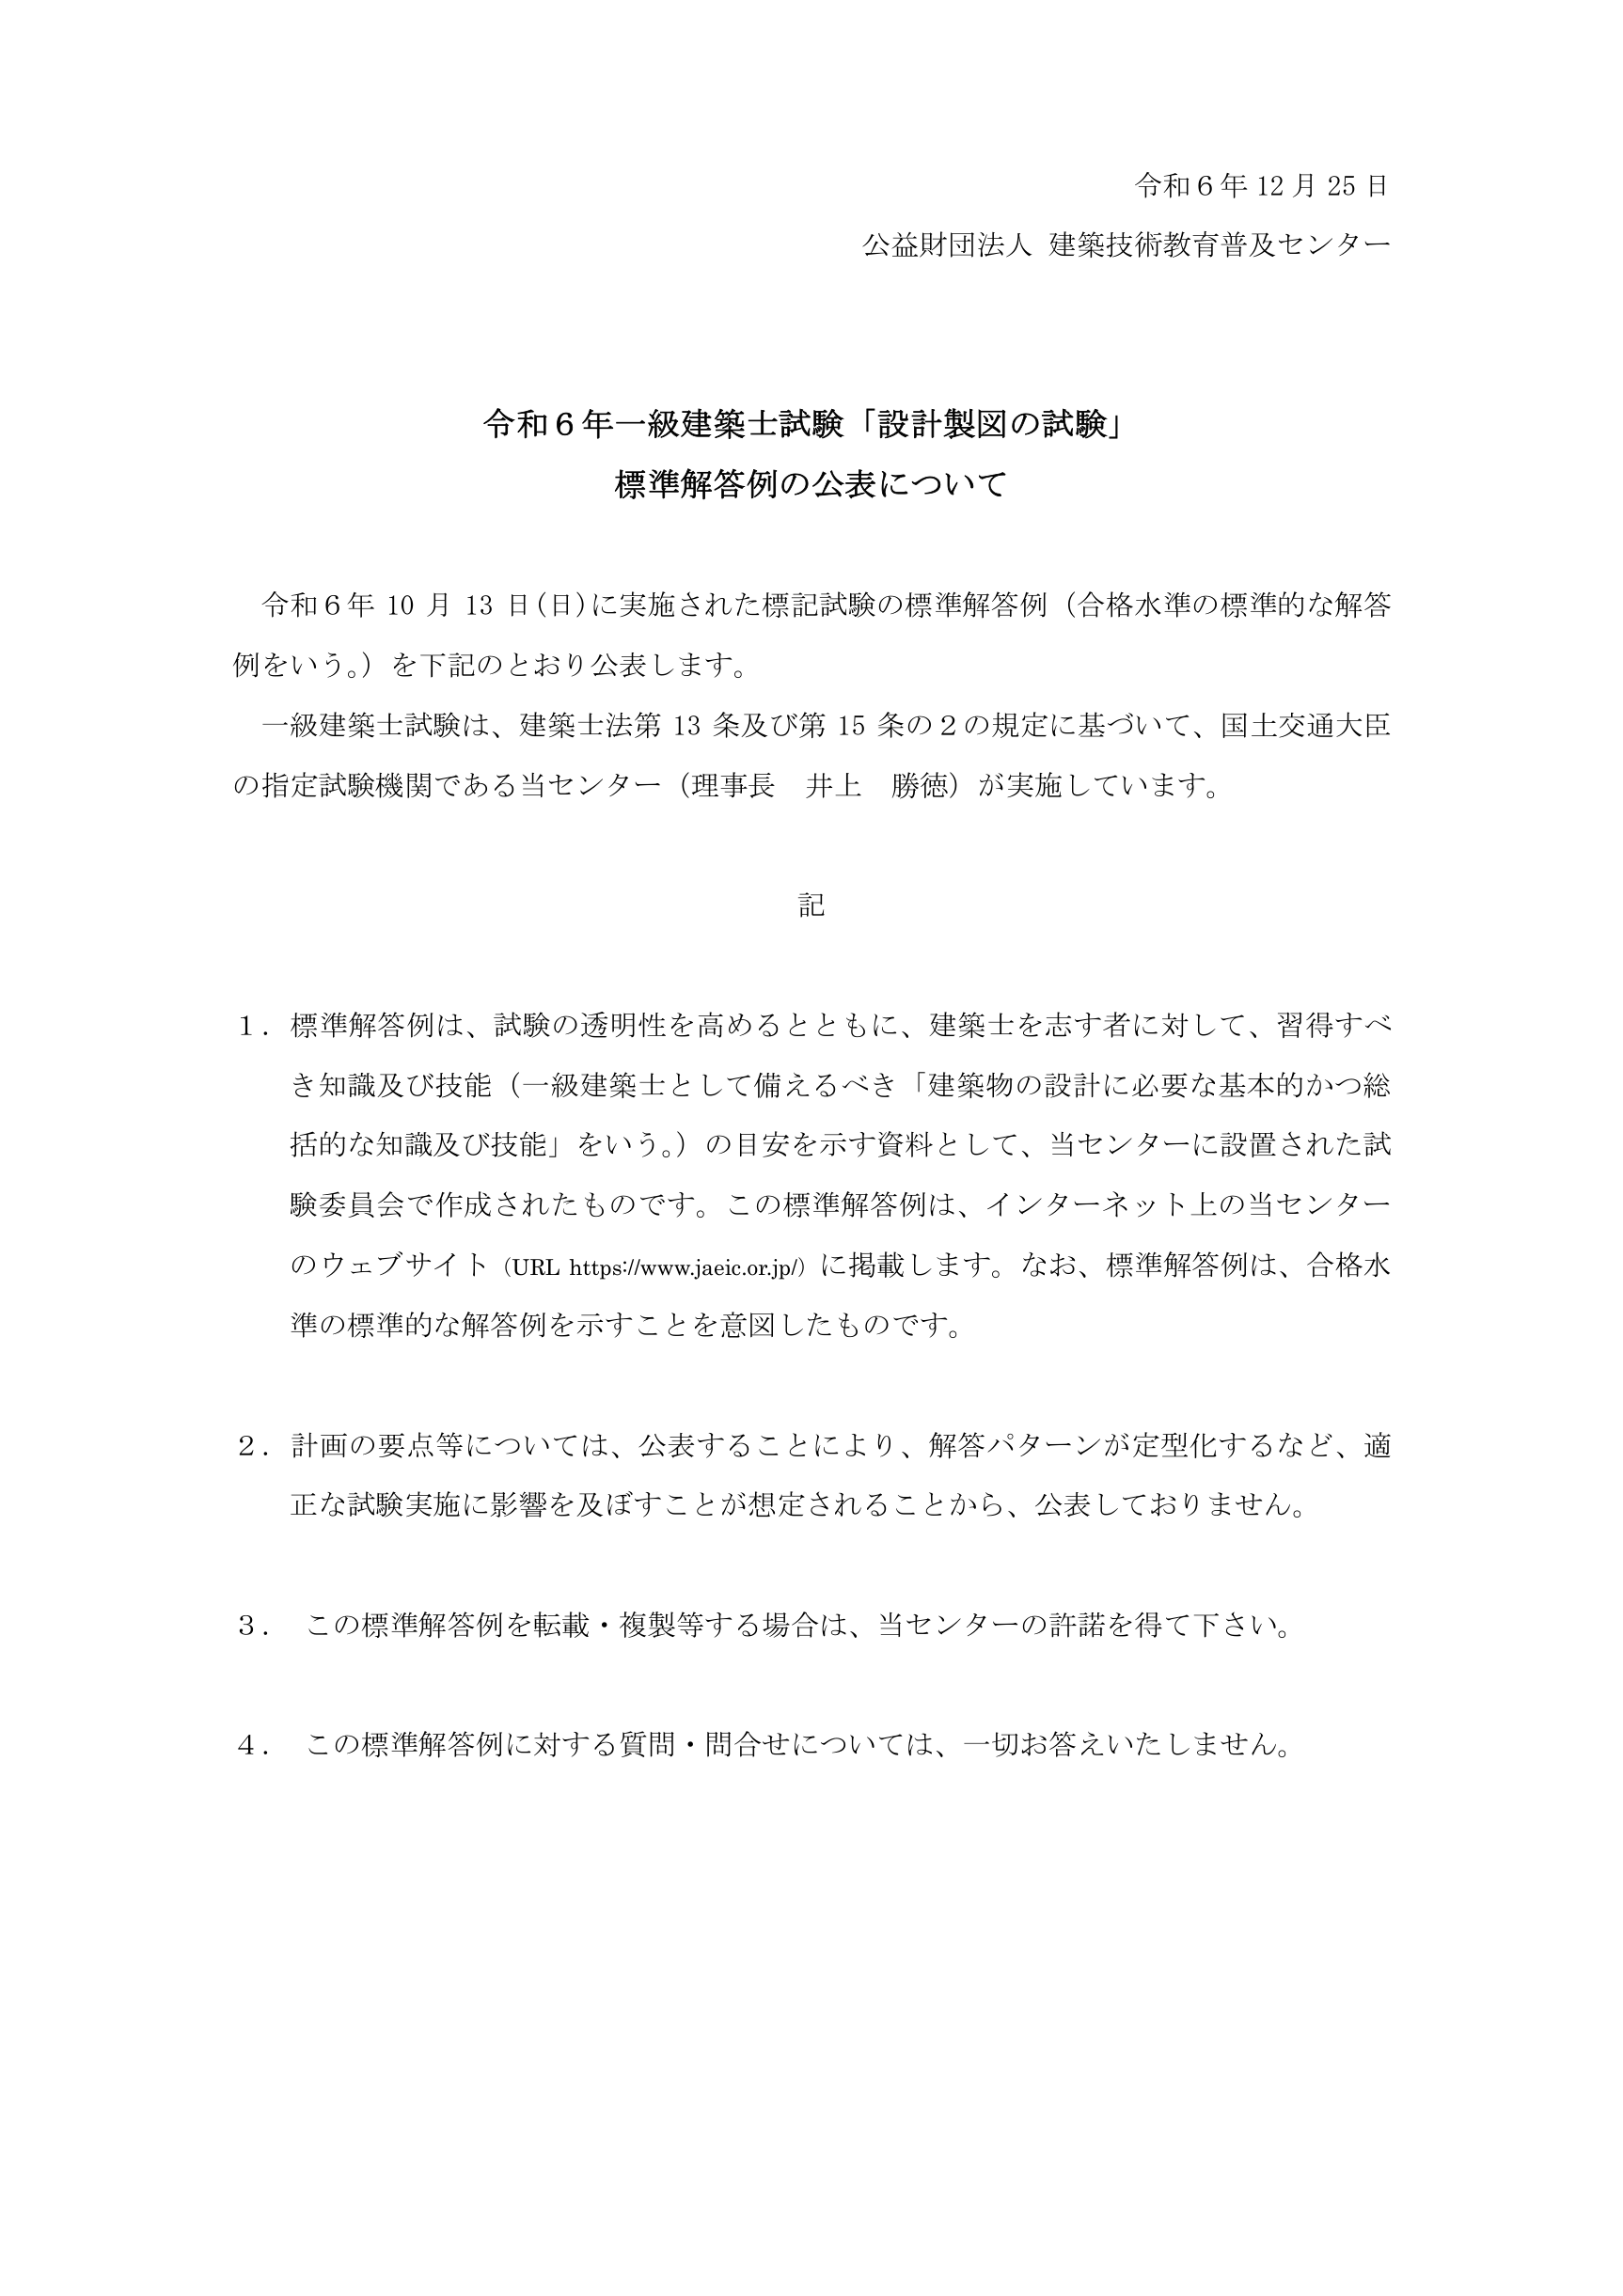 令和６年 12 月 25 日
公益財団法人 建築技術教育普及センター
令和６年一級建築士試験「設計製図の試験」
標準解答例の公表について
令和６年 10 月 13 日(日)に実施された標記試験の標準解答例（合格水準の標準的な解答
例をいう。）を下記のとおり公表します。
一級建築士試験は、建築士法第 13 条及び第 15 条の２の規定に基づいて、国土交通大臣
の指定試験機関である当センター（理事長　井上　勝徳）が実施しています。
記
１．標準解答例は、試験の透明性を高めるとともに、建築士を志す者に対して、習得すべ
き知識及び技能（一級建築士として備えるべき「建築物の設計に必要な基本的かつ総
括的な知識及び技能」をいう。）の目安を示す資料として、当センターに設置された試
験委員会で作成されたものです。この標準解答例は、インターネット上の当センター
のウェブサイト（URL https://www.jaeic.or.jp/）に掲載します。なお、標準解答例は、合格水
準の標準的な解答例を示すことを意図したものです。
２．計画の要点等については、公表することにより、解答パターンが定型化するなど、適
正な試験実施に影響を及ぼすことが想定されることから、公表しておりません。
３．　この標準解答例を転載・複製等する場合は、当センターの許諾を得て下さい。
４．　この標準解答例に対する質問・問合せについては、一切お答えいたしません。